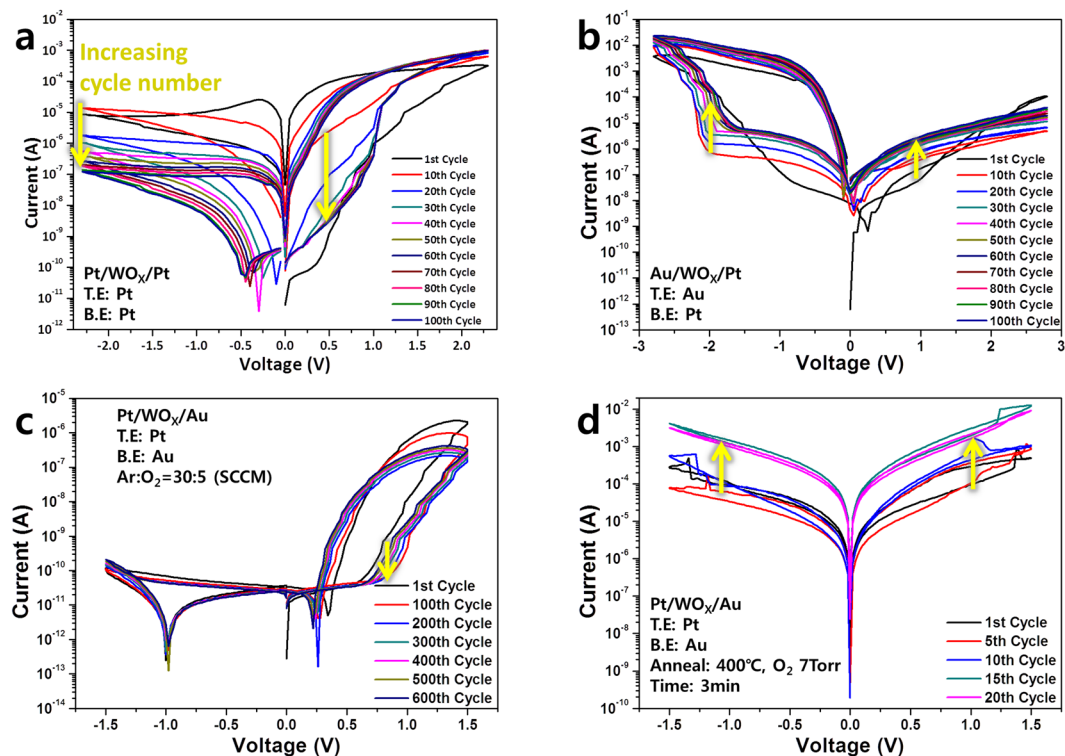 a
Increasing
cycle number
10⁻³
10⁻²
10⁻³
10⁻⁴
10⁻⁵
10⁻⁶
10⁻⁷
10⁻⁸
10⁻⁹
10⁻¹⁰
10⁻¹¹
10⁻¹²
Current (A)
Pt/WOₓ/Pt
T.E: Pt
B.E: Pt
1st Cycle
10th Cycle
20th Cycle
30th Cycle
40th Cycle
50th Cycle
60th Cycle
70th Cycle
80th Cycle
90th Cycle
100th Cycle
-2.0 -1.5 -1.0 -0.5 0.0 0.5 1.0 1.5 2.0
Voltage (V)
b
10⁻¹
10⁻²
10⁻³
10⁻⁴
10⁻⁵
10⁻⁶
10⁻⁷
10⁻⁸
10⁻⁹
10⁻¹⁰
10⁻¹¹
10⁻¹²
10⁻¹³
Current (A)
Au/WOₓ/Pt
T.E: Au
B.E: Pt
1st Cycle
10th Cycle
20th Cycle
30th Cycle
40th Cycle
50th Cycle
60th Cycle
70th Cycle
80th Cycle
90th Cycle
100th Cycle
-3 -2 -1 0 1 2 3
Voltage (V)
c
Pt/WOₓ/Au
T.E: Pt
B.E: Au
Ar:O₂=30:5 (SCCM)
10⁻⁵
10⁻⁶
10⁻⁷
10⁻⁸
10⁻⁹
10⁻¹⁰
10⁻¹¹
10⁻¹²
10⁻¹³
10⁻¹⁴
Current (A)
1st Cycle
100th Cycle
200th Cycle
300th Cycle
400th Cycle
500th Cycle
600th Cycle
-1.5 -1.0 -0.5 0.0 0.5 1.0 1.5
Voltage (V)
d
10⁻¹
10⁻²
10⁻³
10⁻⁴
10⁻⁵
10⁻⁶
10⁻⁷
10⁻⁸
10⁻⁹
10⁻¹⁰
Current (A)
Pt/WOₓ/Au
T.E: Pt
B.E: Au
Anneal: 400℃, O₂ 7Torr
Time: 3min
1st Cycle
5th Cycle
10th Cycle
15th Cycle
20th Cycle
-1.5 -1.0 -0.5 0.0 0.5 1.0 1.5
Voltage (V)